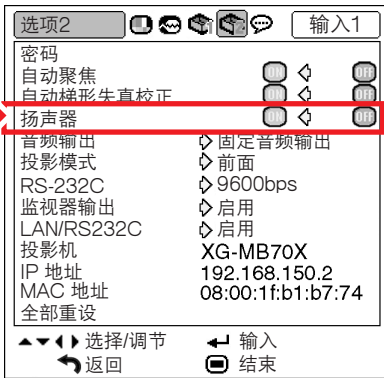 选项2 输入1
密码
自动聚焦 ON OFF
自动梯形失真校正 ON OFF
扬声器 ON OFF
音频输出 固定音频输出
投影模式 前面
RS-232C 9600bps
监视器输出 启用
LAN/RS232C 启用
投影机 XG-MB70X
IP 地址 192.168.150.2
MAC 地址 08:00:1f:b1:b7:74
全部重设
选择/调节 输入
返回 结束